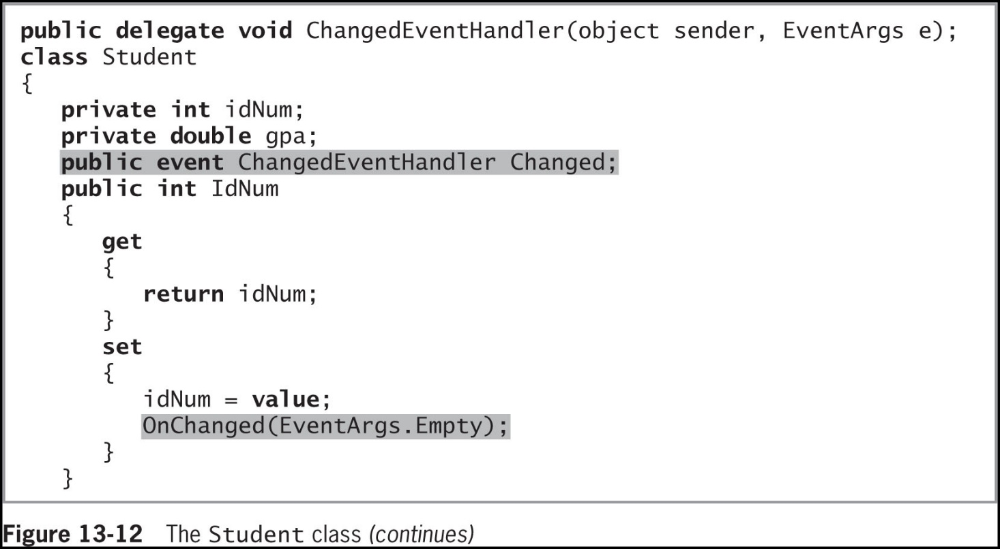 public delegate void ChangedEventHandler(object sender, EventArgs e);
class Student
{
   private int idNum;
   private double gpa;
   public event ChangedEventHandler Changed;
   public int IdNum
   {
      get
      {
         return idNum;
      }
      set
      {
         idNum = value;
         OnChanged(EventArgs.Empty);
      }
   }
Figure 13-12 The Student class (continues)